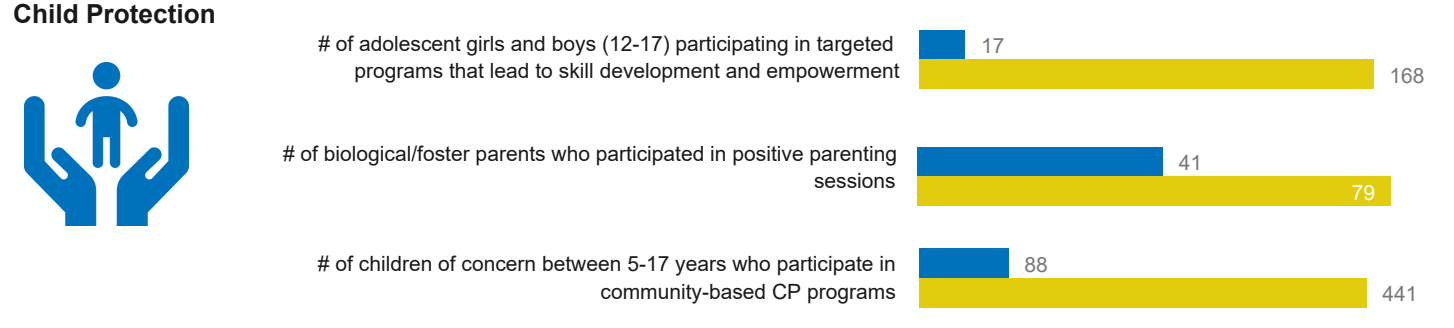 Child Protection
# of adolescent girls and boys (12-17) participating in targeted
programs that lead to skill development and empowerment
17
168
# of biological/foster parents who participated in positive parenting
sessions
41
79
# of children of concern between 5-17 years who participate in
community-based CP programs
88
441